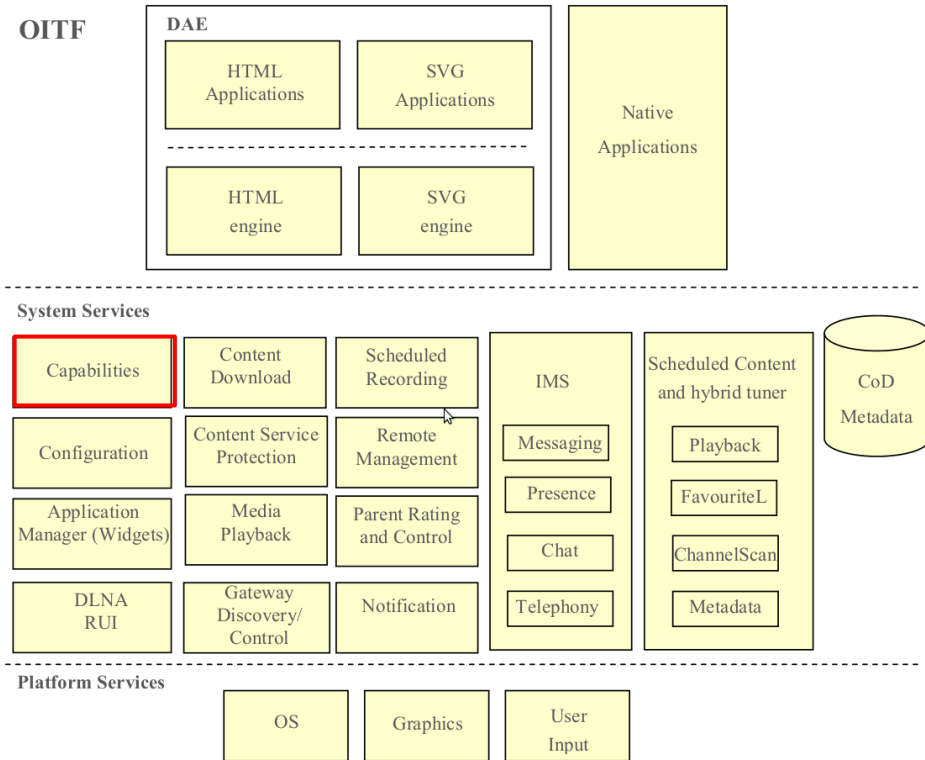 OITF
DAE
HTML
Applications
SVG
Applications
HTML
engine
SVG
engine
Native
Applications
System Services
Capabilities
Content
Download
Scheduled
Recording
Configuration
Content Service
Protection
Remote
Management
Application
Manager (Widgets)
Media
Playback
Parent Rating
and Control
DLNA
RUI
Gateway
Discovery/
Control
Notification
IMS
Messaging
Presence
Chat
Telephony
Scheduled Content
and hybrid tuner
Playback
FavouriteL
ChannelScan
Metadata
CoD
Metadata
Platform Services
OS
Graphics
User
Input